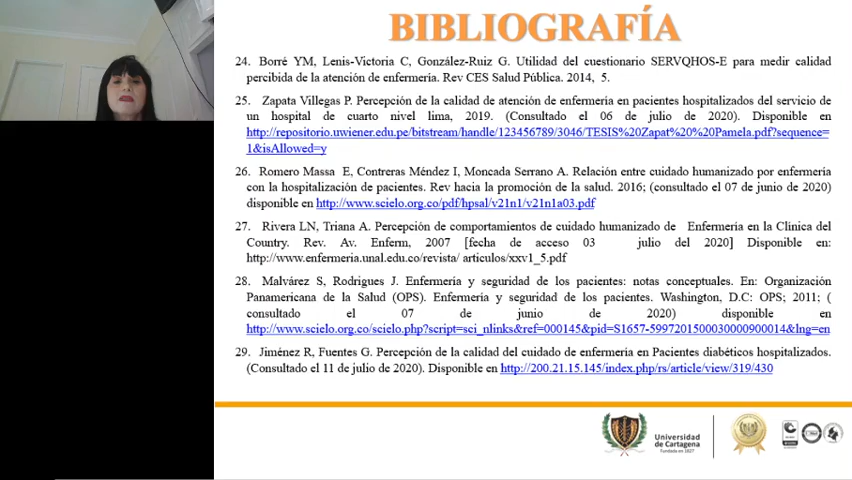 BIBLIOGRAFÍA
24. Borré YM, Lenis-Victoria C, González-Ruiz G. Utilidad del cuestionario SERVQHOS-E para medir calidad
percibida de la atención de enfermería. Rev CES Salud Pública. 2014, 5.
25. Zapata Villegas P. Percepción de la calidad de atención de enfermería en pacientes hospitalizados del servicio de
un hospital de cuarto nivel lima, 2019. (Consultado el 06 de julio de 2020). Disponible en
http://repositorio.uwiener.edu.pe/bitstream/handle/123456789/3046/TESIS%20Zapat%20%20Pamela.pdf?sequence=
1&isAllowed=y
26. Romero Massa E, Contreras Méndez I, Moncada Serrano A. Relación entre cuidado humanizado por enfermería
con la hospitalización de pacientes. Rev hacia la promoción de la salud. 2016; (consultado el 07 de junio de 2020)
disponible en http://www.scielo.org.co/pdf/hpsal/v21n1/v21n1a03.pdf
27. Rivera LN, Triana A. Percepción de comportamientos de cuidado humanizado de Enfermería en la Clínica del
Country. Rev. Av. Enferm, 2007 [fecha de acceso 03 julio del 2020] Disponible en:
http://www.enfermeria.unal.edu.co/revista/ articulos/xxv1_5.pdf
28. Malvárez S, Rodrigues J. Enfermería y seguridad de los pacientes: notas conceptuales. En: Organización
Panamericana de la Salud (OPS). Enfermería y seguridad de los pacientes. Washington, D.C: OPS; 2011; (
consultado el 07 de junio de 2020) disponible en
http://www.scielo.org.co/scielo.php?script=sci_nlinks&ref=000145&pid=S1657-5997201500030000900014&lng=en
29. Jiménez R, Fuentes G. Percepción de la calidad del cuidado de enfermería en Pacientes diabéticos hospitalizados.
(Consultado el 11 de julio de 2020). Disponible en http://200.21.15.145/index.php/rs/article/view/319/430
Universidad
de Cartagena
Fundada en 1827